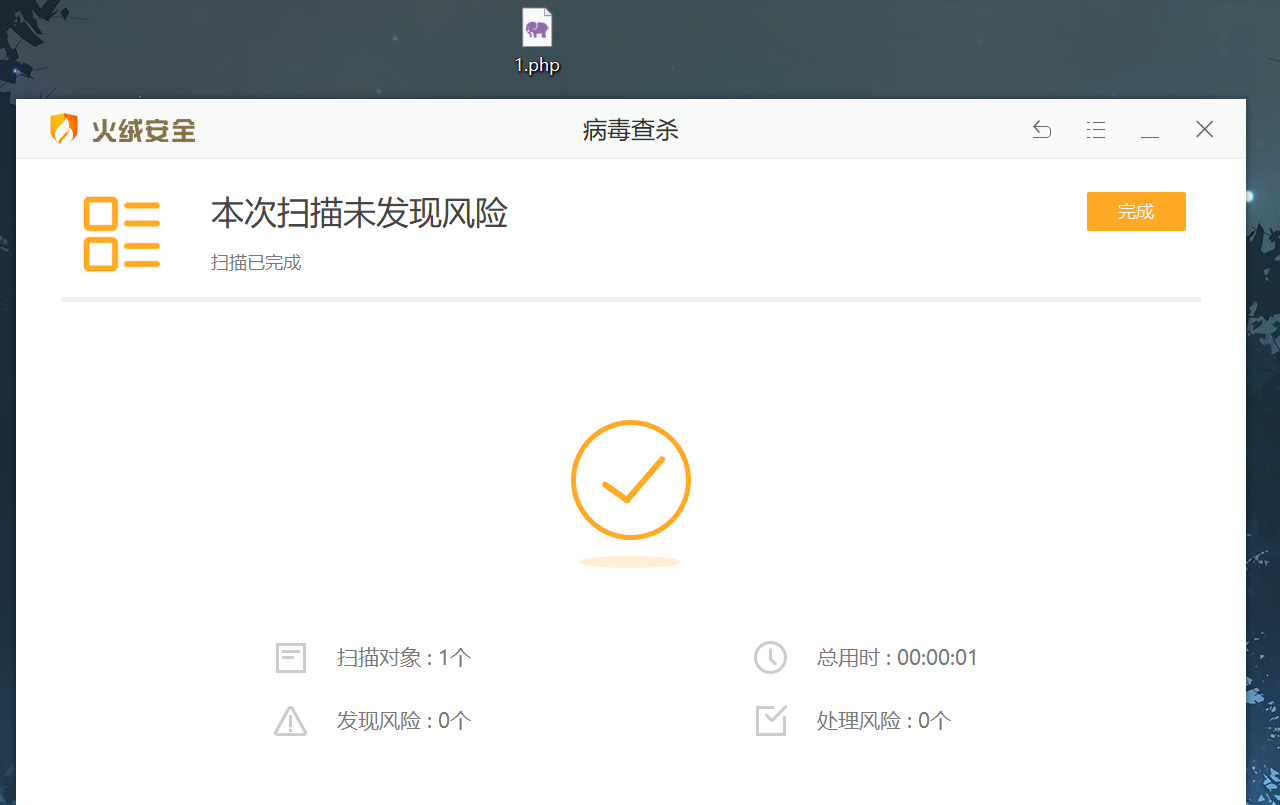 1.php
火绒安全
病毒查杀
本次扫描未发现风险
完成
扫描已完成
扫描对象 : 1个
总用时 : 00:00:01
发现风险 : 0个
处理风险 : 0个